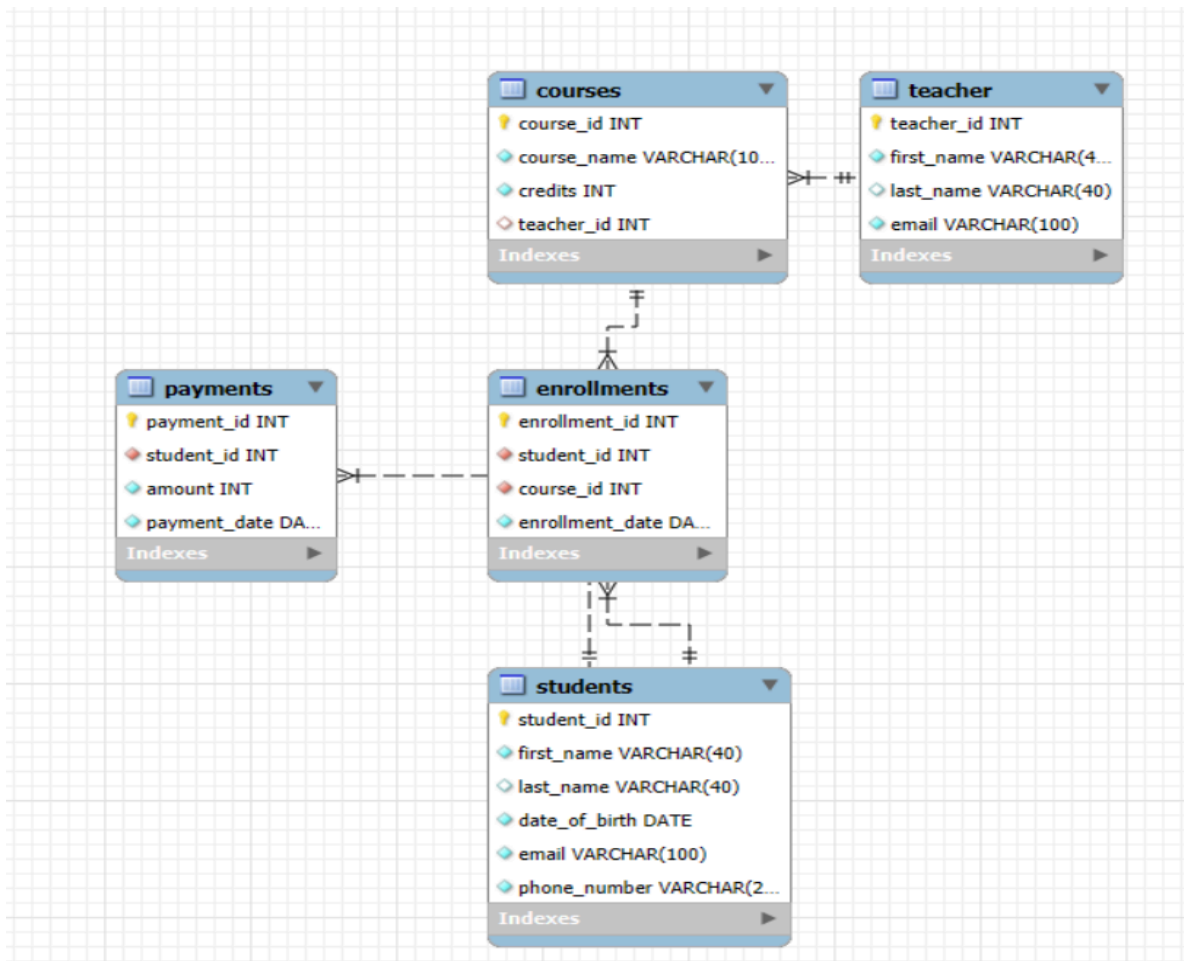 courses
course_id INT
course_name VARCHAR(10...
credits INT
teacher_id INT
Indexes
teacher
teacher_id INT
first_name VARCHAR(4...
last_name VARCHAR(40)
email VARCHAR(100)
Indexes
payments
payment_id INT
student_id INT
amount INT
payment_date DA...
Indexes
enrollments
enrollment_id INT
student_id INT
course_id INT
enrollment_date DA...
Indexes
students
student_id INT
first_name VARCHAR(40)
last_name VARCHAR(40)
date_of_birth DATE
email VARCHAR(100)
phone_number VARCHAR(2...
Indexes